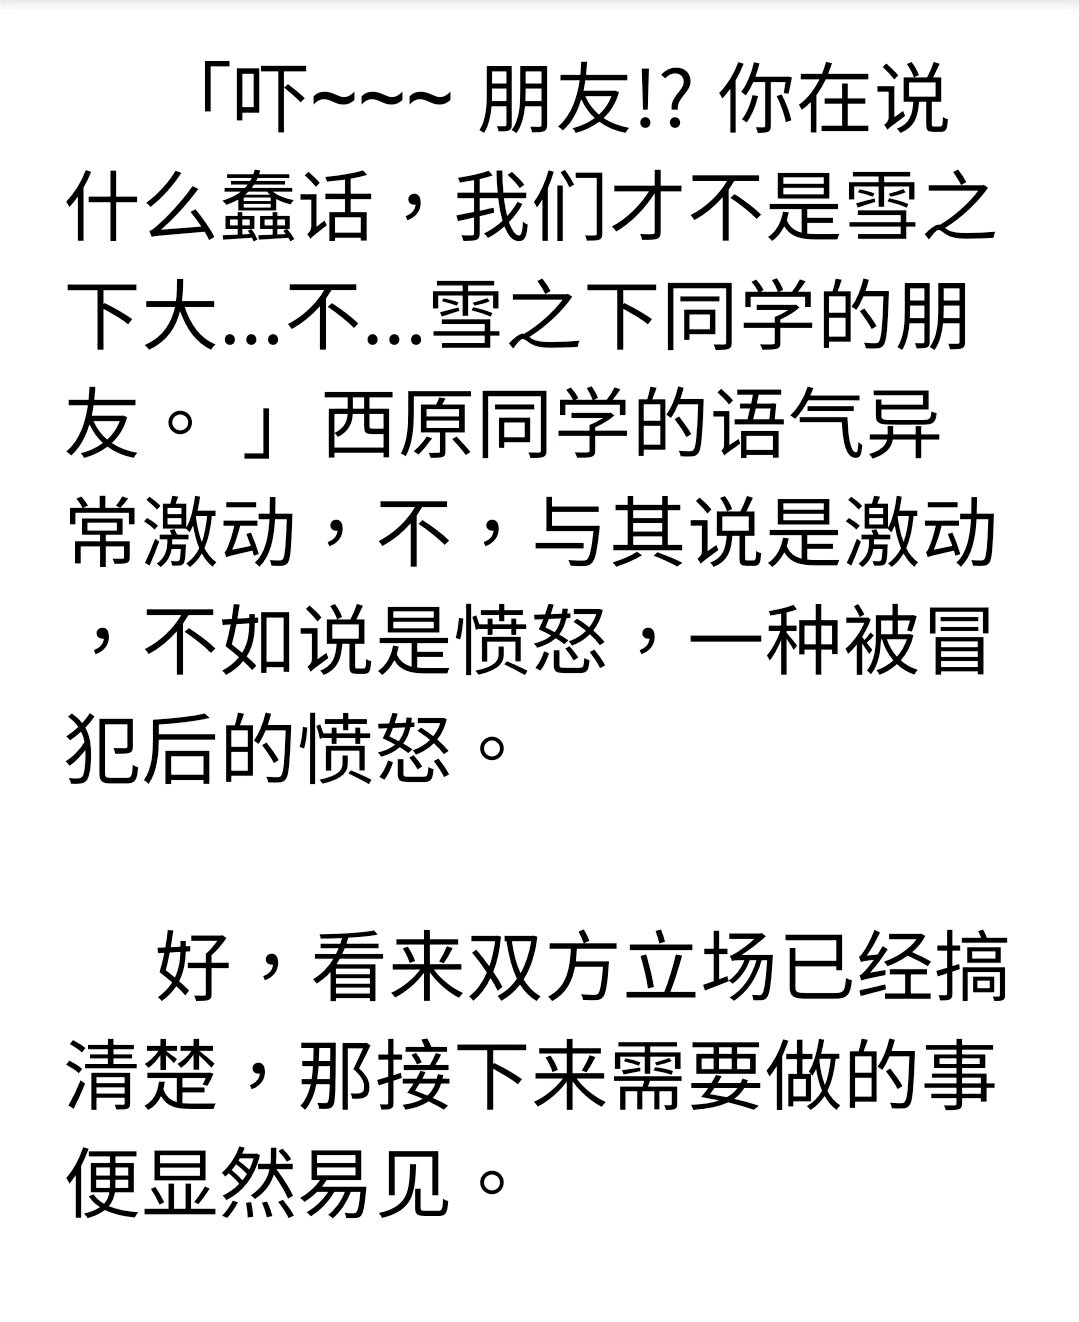 「吓~~~ 朋友!? 你在说
什么蠢话，我们才不是雪之
下大...不...雪之下同学的朋
友。」西原同学的语气异
常激动，不，与其说是激动
，不如说是愤怒，一种被冒
犯后的愤怒。
好，看来双方立场已经搞
清楚，那接下来需要做的事
便显然易见。